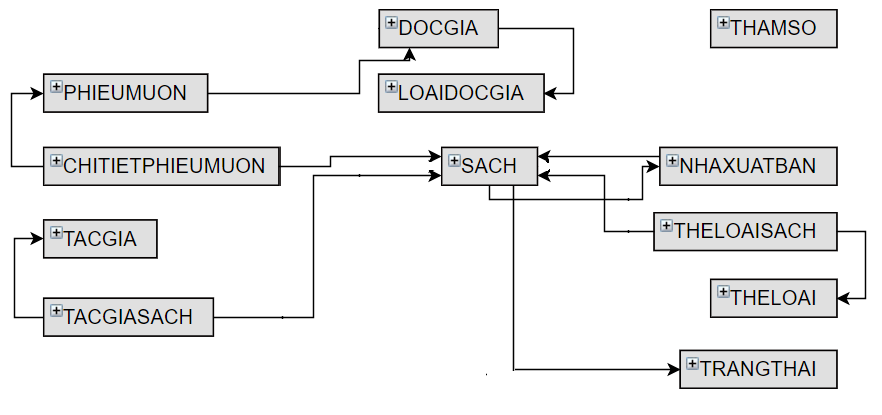 DOCGIA
THAMSO
PHIEUMUON
LOAIDOCGIA
CHITIETPHIEUMUON
SACH
NHAXUATBAN
TACGIA
THELOAISACH
THELOAI
TACGIASACH
TRANGTHAI